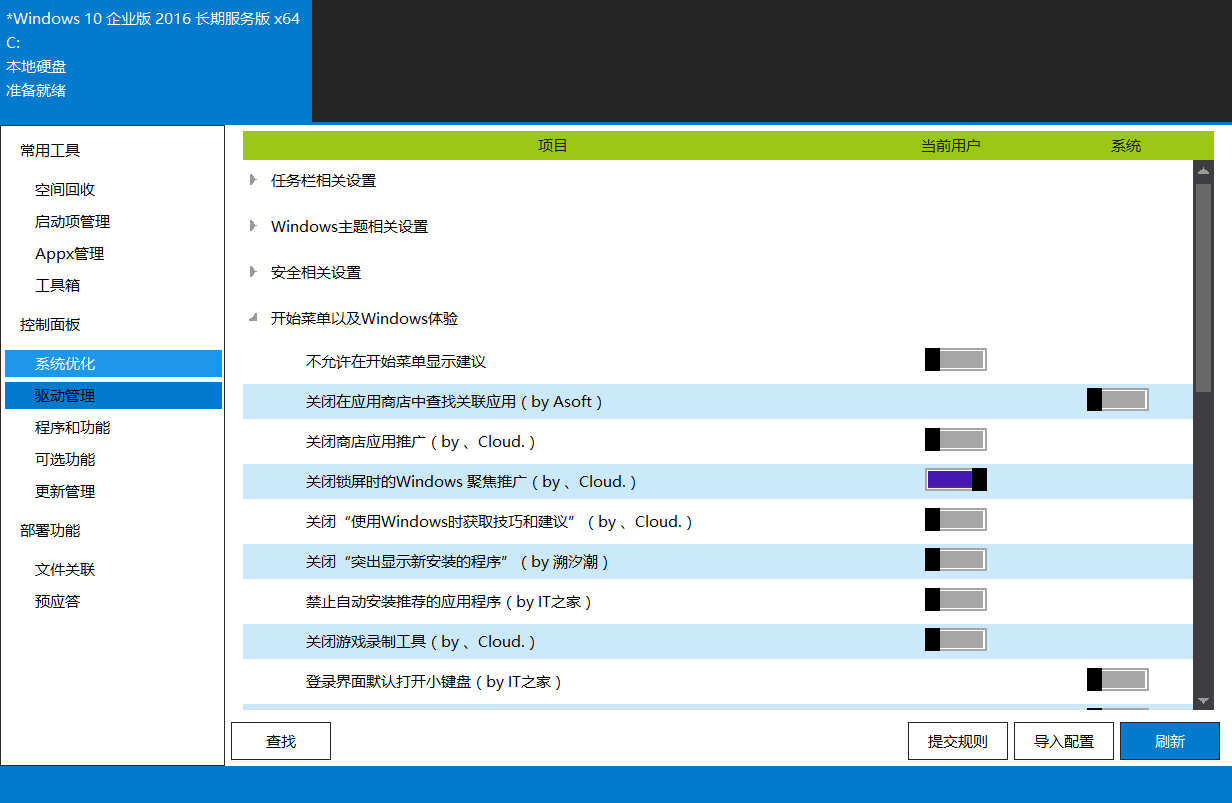 *Windows 10 企业版 2016 长期服务版 x64
C:
本地硬盘
准备就绪
常用工具
空间回收
启动项管理
Appx管理
工具箱
控制面板
系统优化
驱动管理
程序和功能
可选功能
更新管理
部署功能
文件关联
预应答
项目 当前用户 系统
任务栏相关设置
Windows主题相关设置
安全相关设置
开始菜单以及Windows体验
不允许在开始菜单显示建议
关闭在应用商店中查找关联应用（by Asoft）
关闭商店应用推广（by 、Cloud.）
关闭锁屏时的Windows 聚焦推广（by 、Cloud.）
关闭“使用Windows时获取技巧和建议”（by 、Cloud.）
关闭“突出显示新安装的程序”（by 溯汐潮）
禁止自动安装推荐的应用程序（by IT之家）
关闭游戏录制工具（by 、Cloud.）
登录界面默认打开小键盘（by IT之家）
查找 提交规则 导入配置 刷新